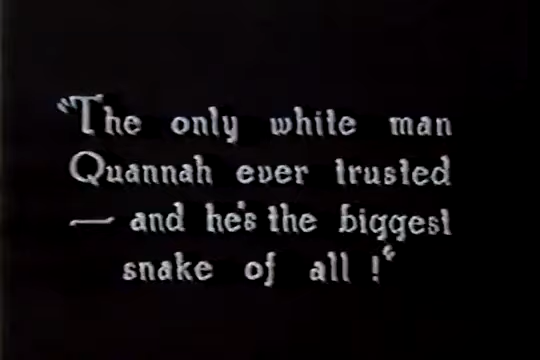 "The only white man
Quannah ever trusted
— and he's the biggest
snake of all !"